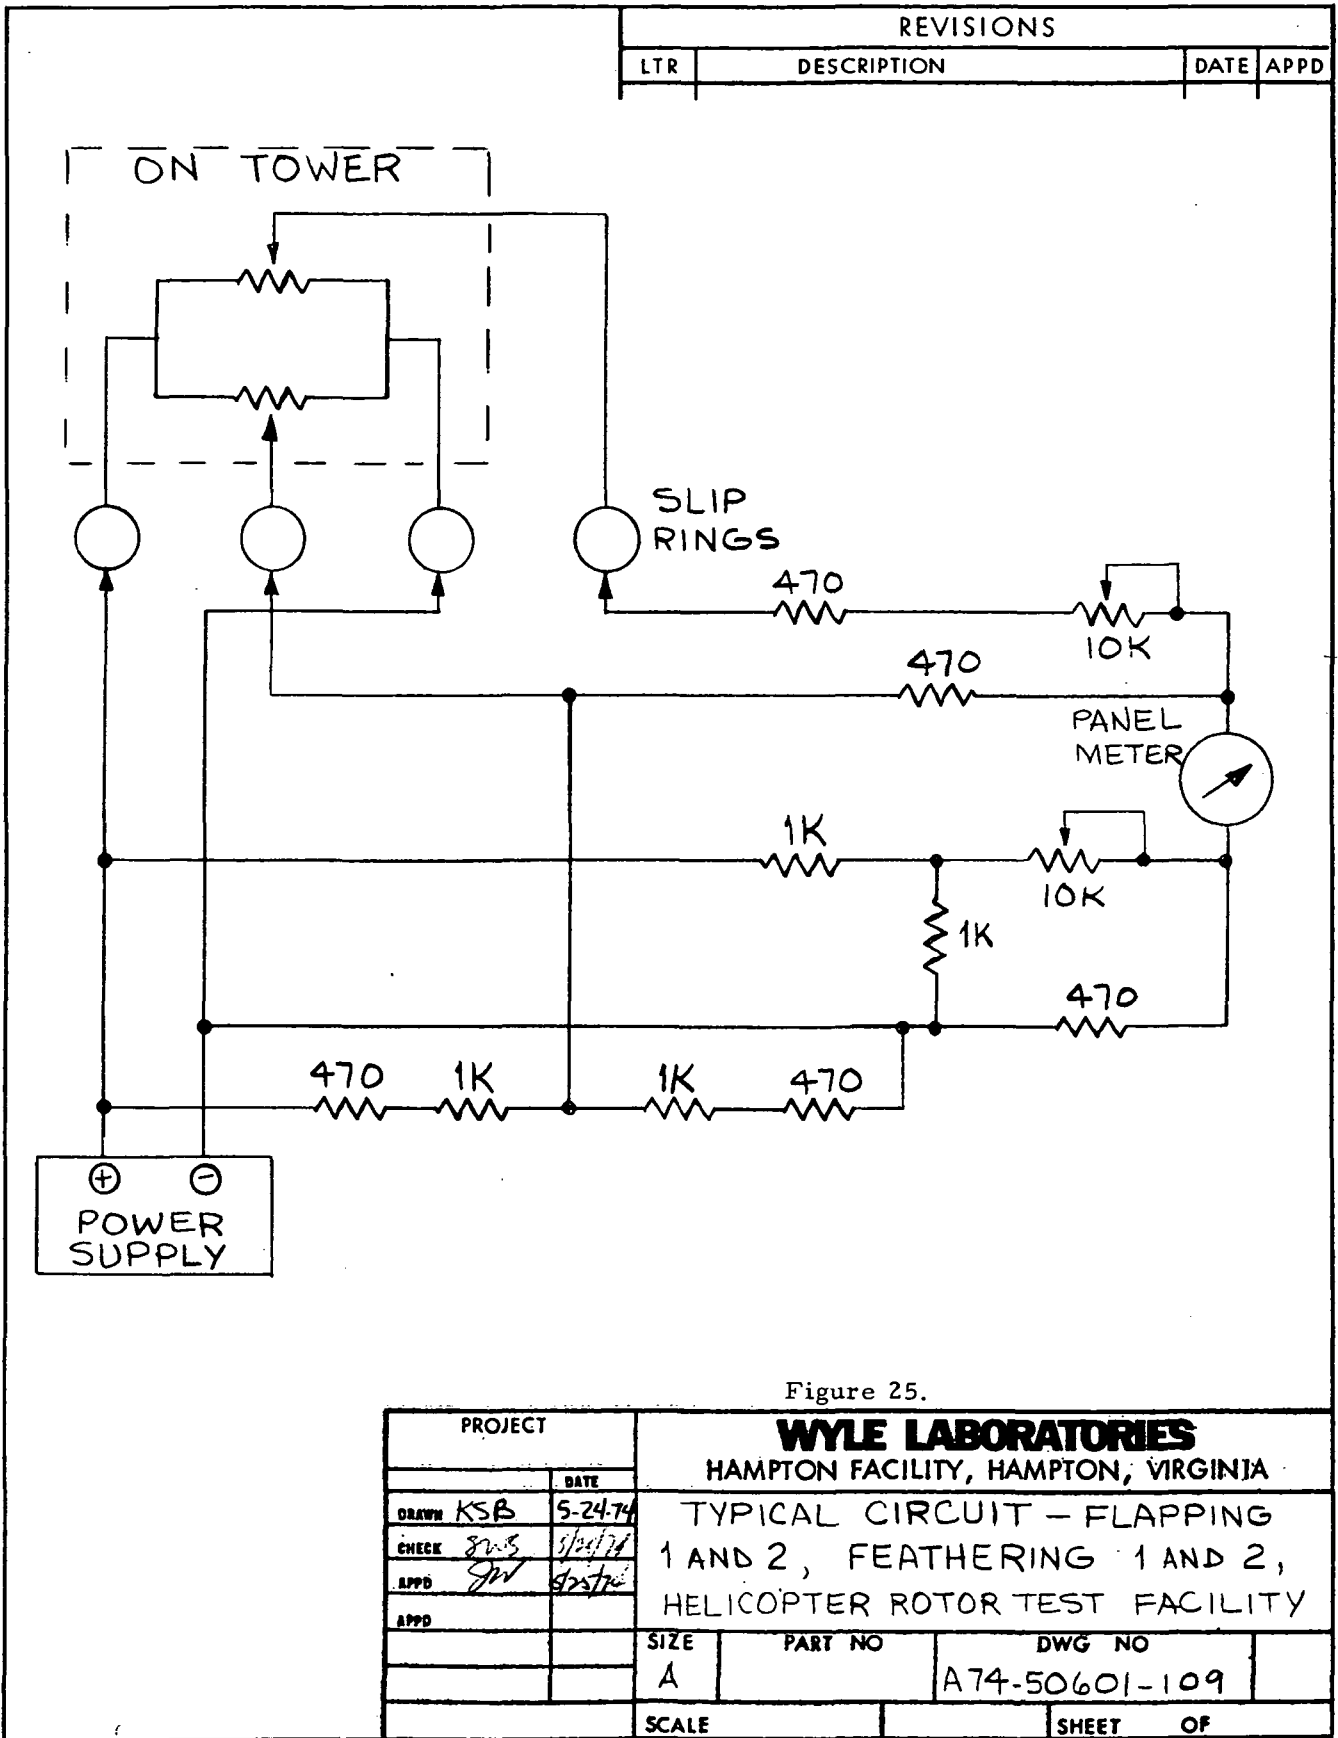 REVISIONS
LTR DESCRIPTION DATE APPD
ON TOWER
SLIP
RINGS
470
10K
470
PANEL
METER
1K
10K
1K
470
470 1K 1K 470
+ −
POWER
SUPPLY
Figure 25.
PROJECT
WYLE LABORATORIES
HAMPTON FACILITY, HAMPTON, VIRGINIA
DATE
DRAWN KSB 5-24-74
CHECK
APPD
APPD
TYPICAL CIRCUIT – FLAPPING
1 AND 2, FEATHERING 1 AND 2,
HELICOPTER ROTOR TEST FACILITY
SIZE PART NO DWG NO
A A74-50601-109
SCALE SHEET OF